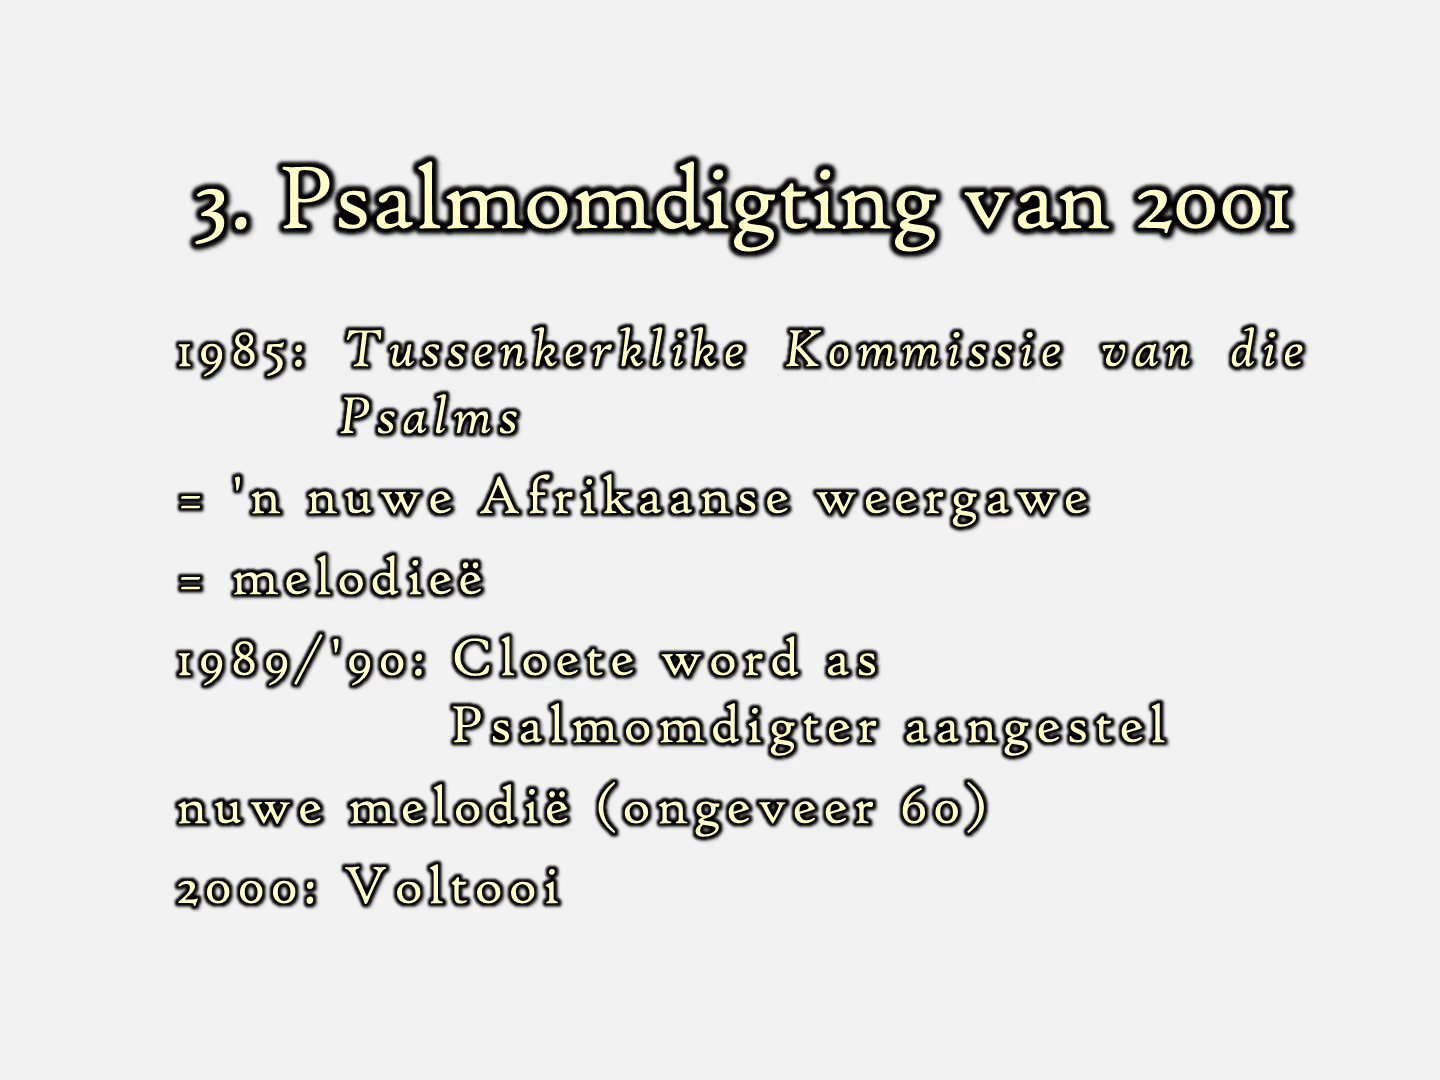 3. Psalmomdigting van 2001
1985: Tussenkerklike Kommissie van die
Psalms
= 'n nuwe Afrikaanse weergawe
= melodieë
1989/'90: Cloete word as
Psalmomdigter aangestel
nuwe melodië (ongeveer 60)
2000: Voltooi